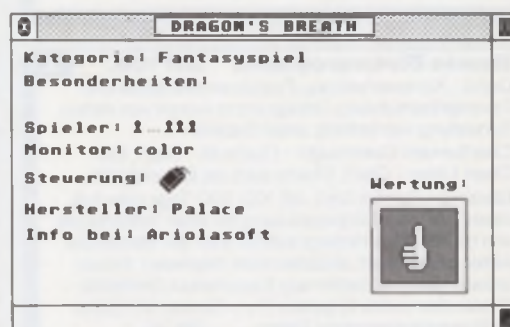 DRAGON'S BREATH
Kategorie: Fantasyspiel
Besonderheiten:
Spieler: 1...111
Monitor: color
Steuerung:
Wertung:
Hersteller: Palace
Info bei: Ariolasoft